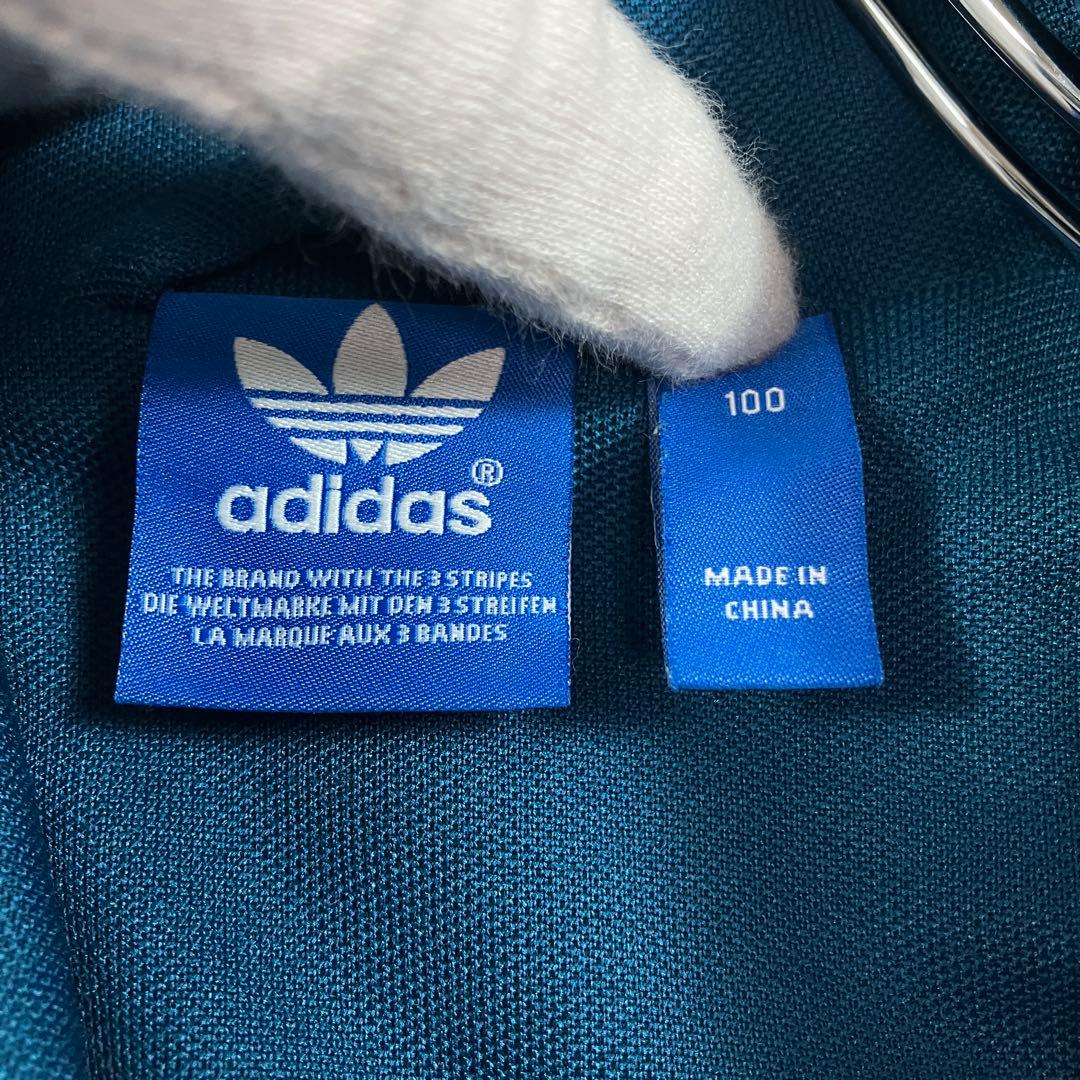 adidas®
THE BRAND WITH THE 3 STRIPES
DIE WELTMARKE MIT DEN 3 STREIFEN
LA MARQUE AUX 3 BANDES
100
MADE IN
CHINA